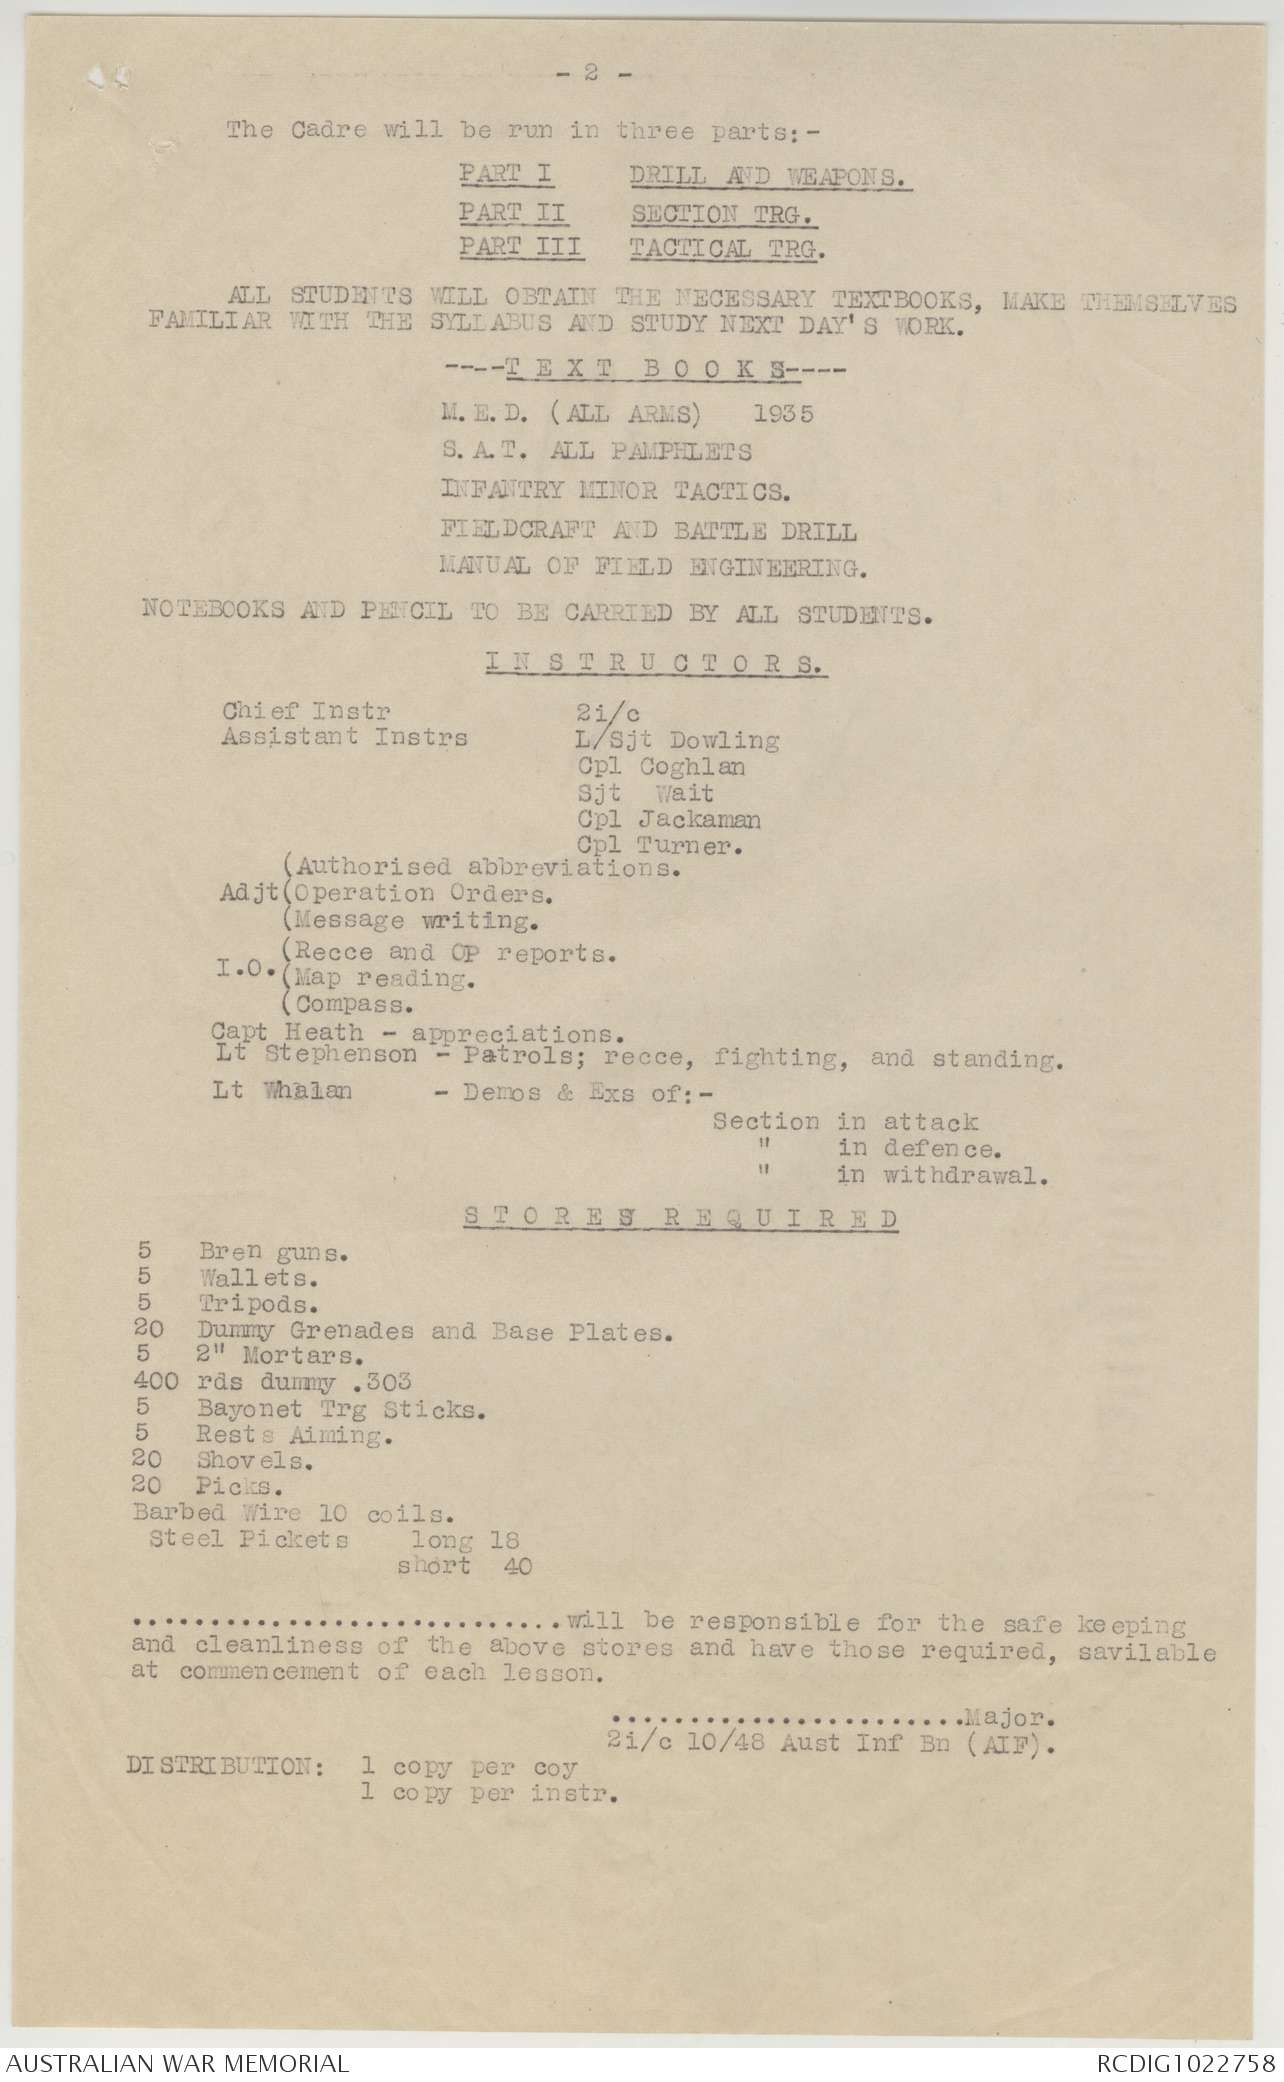 - 2 -
The Cadre will be run in three parts:-
PART I DRILL AND WEAPONS.
PART II SECTION TRG.
PART III TACTICAL TRG.
ALL STUDENTS WILL OBTAIN THE NECESSARY TEXTBOOKS, MAKE THEMSELVES
FAMILIAR WITH THE SYLLABUS AND STUDY NEXT DAY'S WORK.
----T E X T B O O K S----
M.E.D. (ALL ARMS) 1935
S.A.T. ALL PAMPHLETS
INFANTRY MINOR TACTICS.
FIELDCRAFT AND BATTLE DRILL
MANUAL OF FIELD ENGINEERING.
NOTEBOOKS AND PENCIL TO BE CARRIED BY ALL STUDENTS.
I N S T R U C T O R S.
Chief Instr 2i/c
Assistant Instrs L/Sjt Dowling
Cpl Coghlan
Sjt Wait
Cpl Jackaman
Cpl Turner.
(Authorised abbreviations.
Adjt(Operation Orders.
(Message writing.
(Recce and OP reports.
I.O.(Map reading.
(Compass.
Capt Heath - appreciations.
Lt Stephenson - Patrols; recce, fighting, and standing.
Lt Whalan - Demos & Exs of:-
Section in attack
" in defence.
" in withdrawal.
S T O R E S R E Q U I R E D
5 Bren guns.
5 Wallets.
5 Tripods.
20 Dummy Grenades and Base Plates.
5 2" Mortars.
400 rds dummy .303
5 Bayonet Trg Sticks.
5 Rests Aiming.
20 Shovels.
20 Picks.
Barbed Wire 10 coils.
Steel Pickets long 18
short 40
............................will be responsible for the safe keeping
and cleanliness of the above stores and have those required, savilable
at commencement of each lesson.
.......................Major.
2i/c 10/48 Aust Inf Bn (AIF).
DISTRIBUTION: 1 copy per coy
1 copy per instr.
AUSTRALIAN WAR MEMORIAL RCDIG1022758